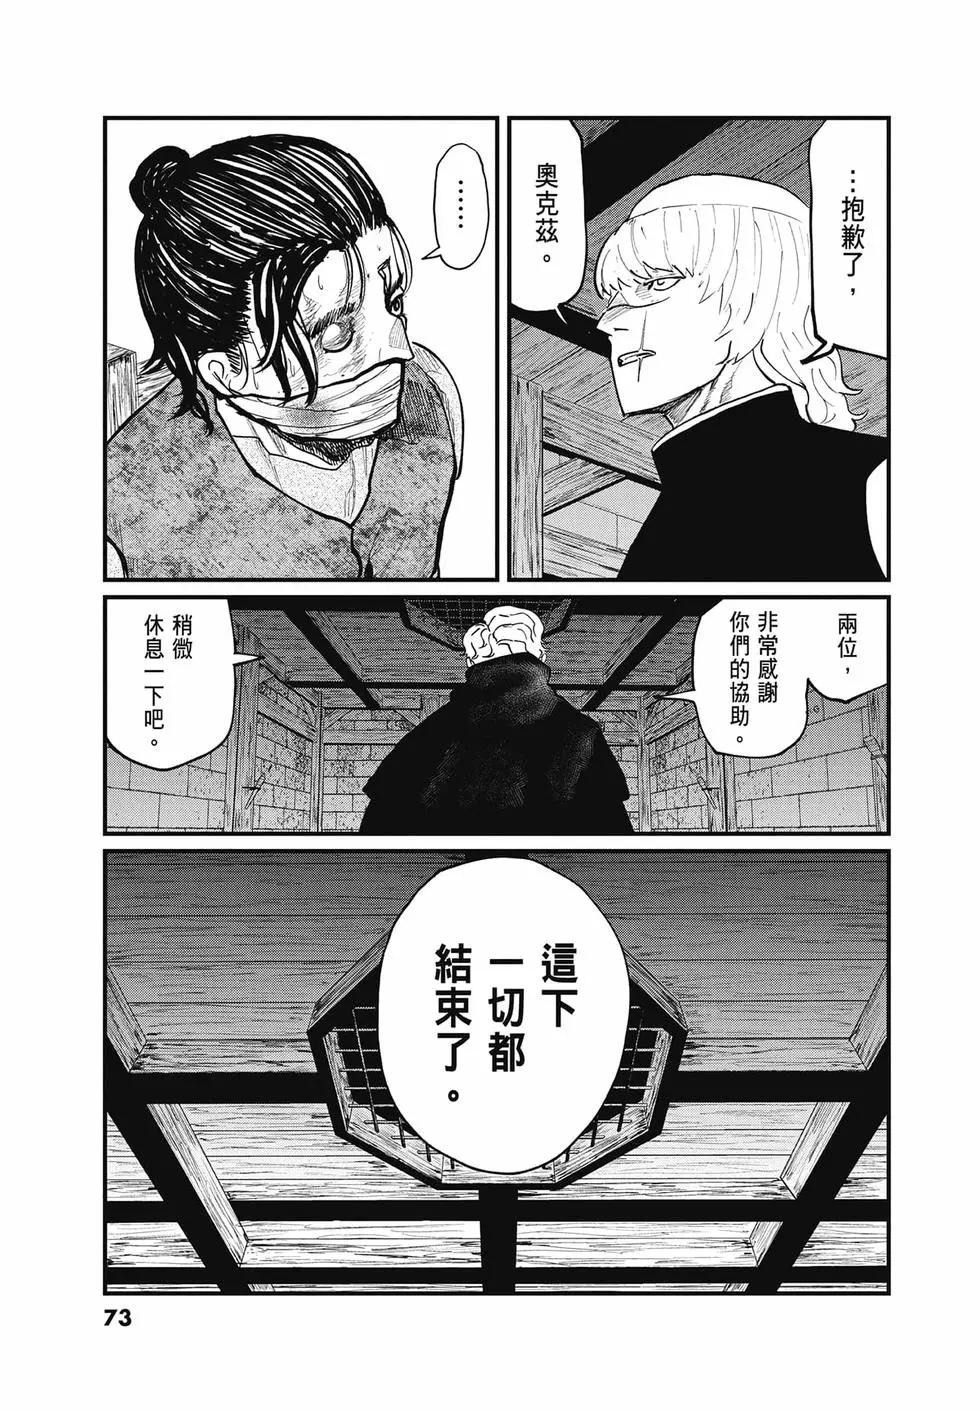 …抱歉了，
奧克茲。
……
兩位，
非常感謝
你們的協助。
稍微
休息一下吧。
這下
一切都
結束了。
73